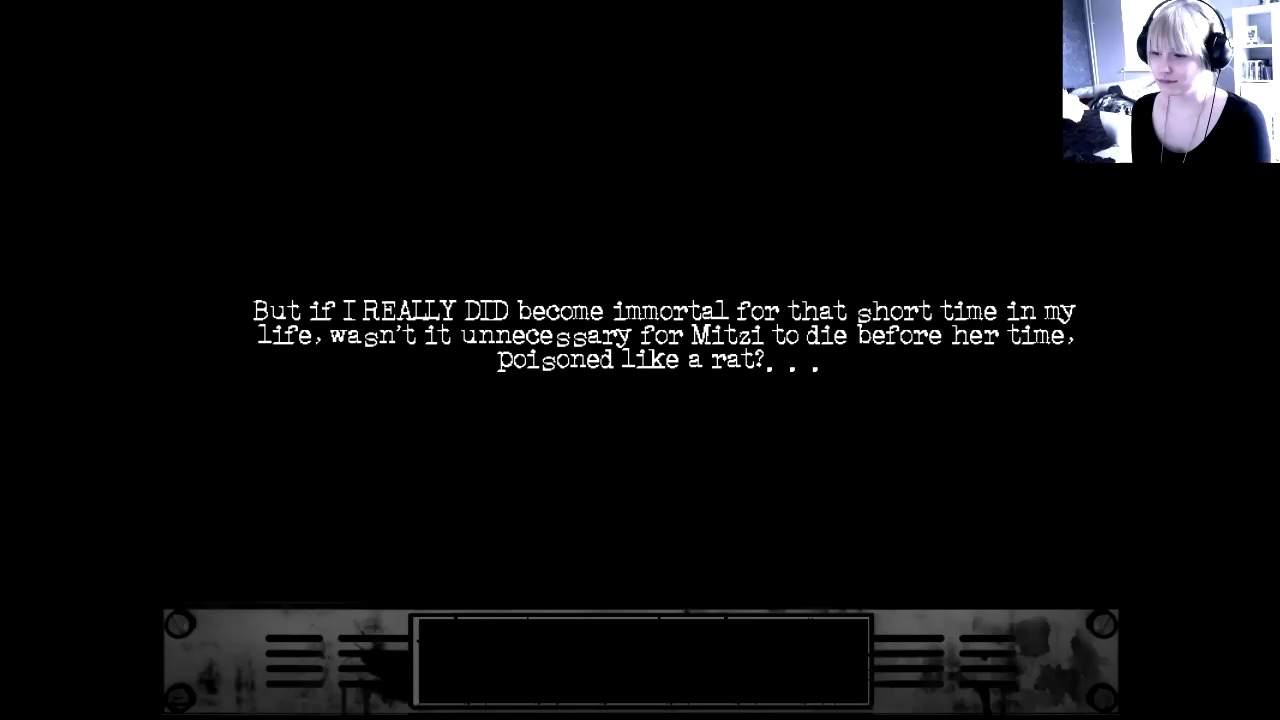 But if I REALLY DID become immortal for that short time in my
life, wasn't it unnecessary for Mitzi to die before her time,
poisoned like a rat?. . .